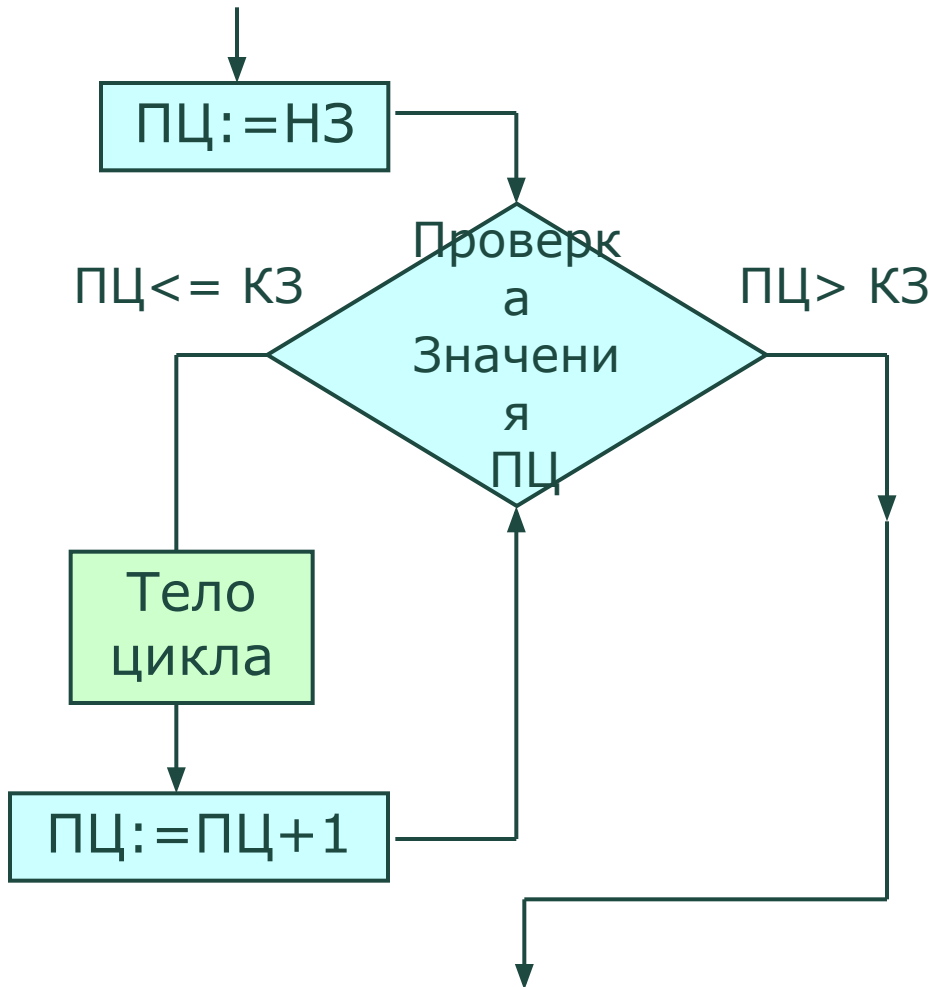 ПЦ:=НЗ
Проверк
а
Значени
я
ПЦ
ПЦ<= КЗ
ПЦ> КЗ
Тело
цикла
ПЦ:=ПЦ+1